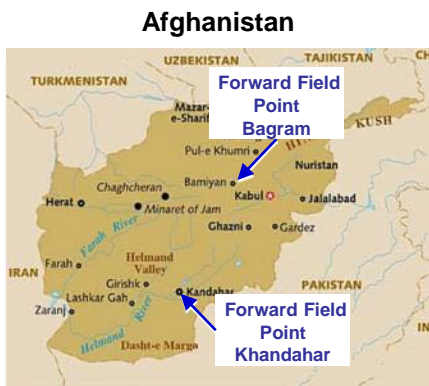 Afghanistan
UZBEKISTAN
TAJIKISTAN
CH
TURKMENISTAN
Forward Field
Point
Bagram
Mazar-
e-Sharif
KUSH
Pul-e Khumri
Nuristan
Bamiyan
Chaghcheran
Herat
Kabul
Jalalabad
Minaret of Jam
Farah River
Ghazni
Gardez
Helmand
Valley
IRAN
Farah
Girishk
PAKISTAN
Lashkar Gah
Kandahar
Zaranj
Helmand River
Forward Field
Point
Khandahar
IN
Dasht-e Margo